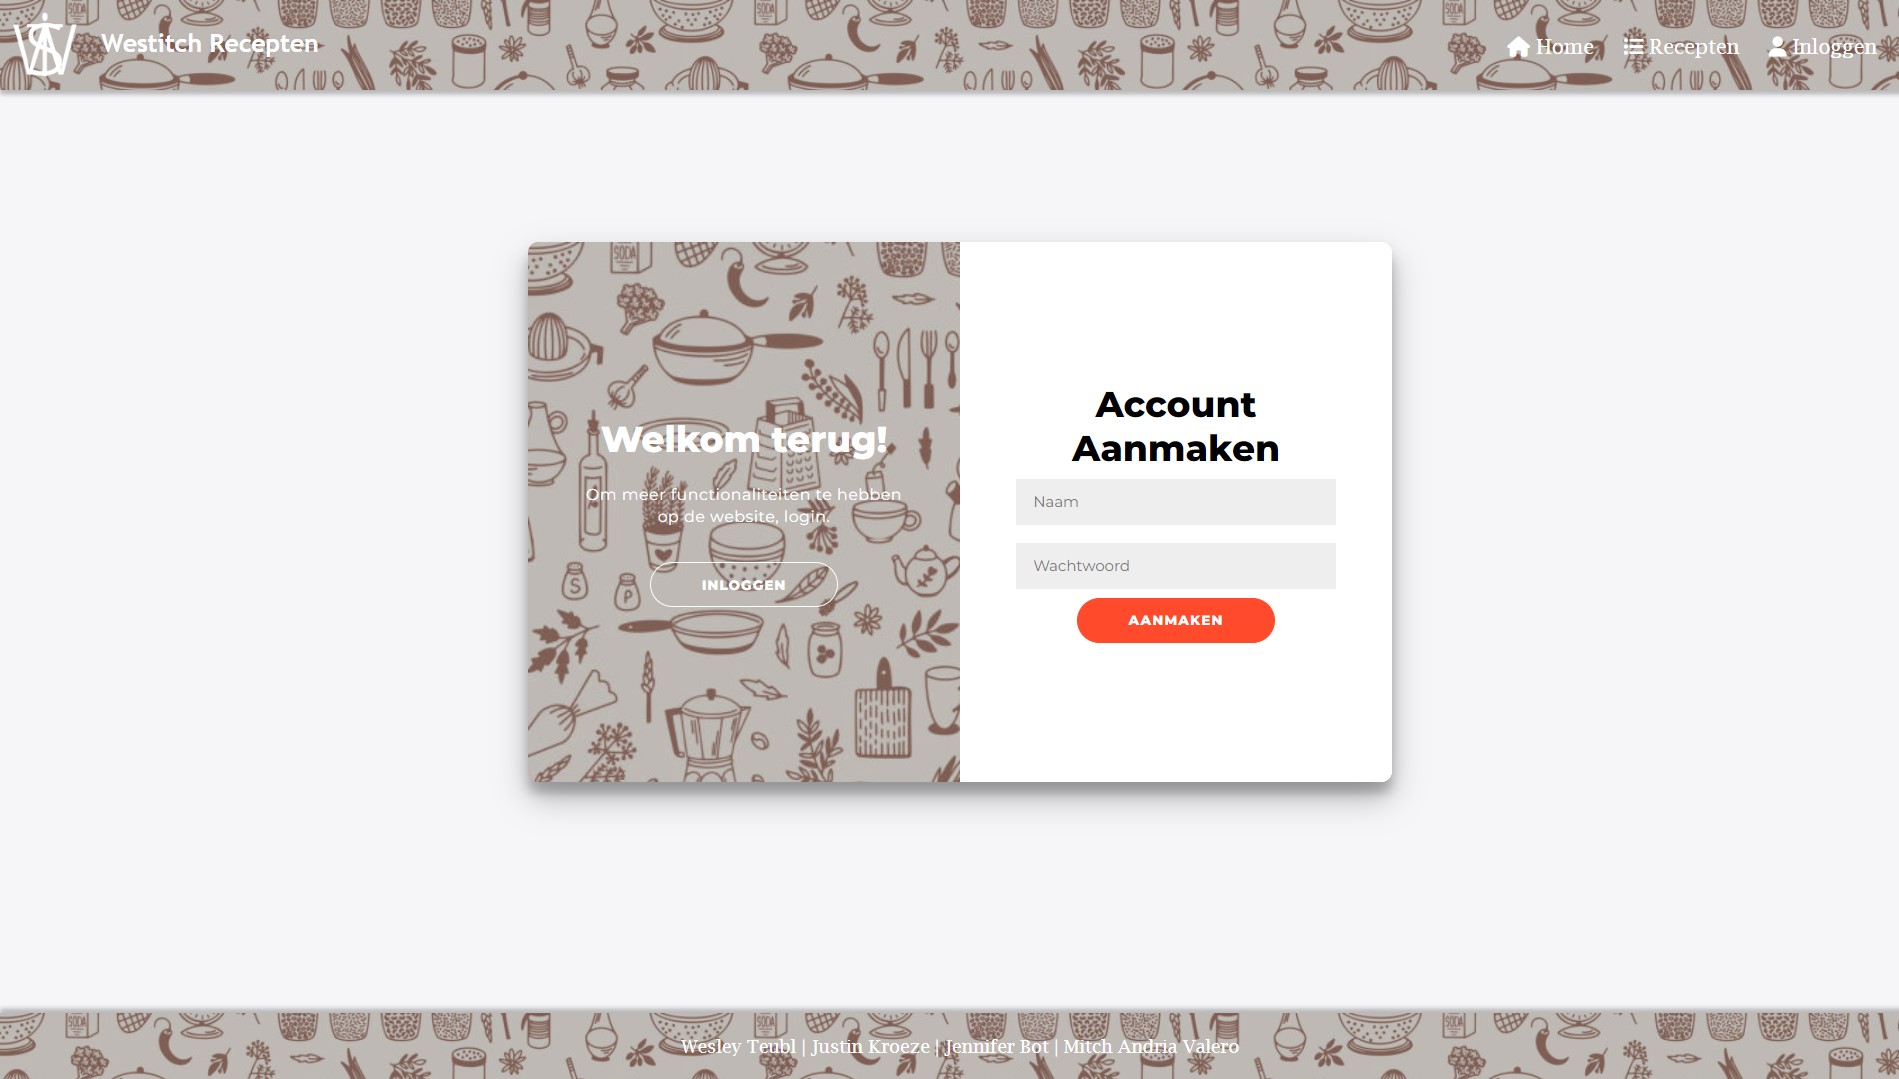 Westitch Recepten
Home
Recepten
Inloggen
SODA
Welkom terug!
Om meer functionaliteiten te hebben
op de website, login.
INLOGGEN
S
P
Account
Aanmaken
Naam
Wachtwoord
AANMAKEN
Wesley Teubl | Justin Kroeze | Jennifer Bot | Mitch Andria Valero